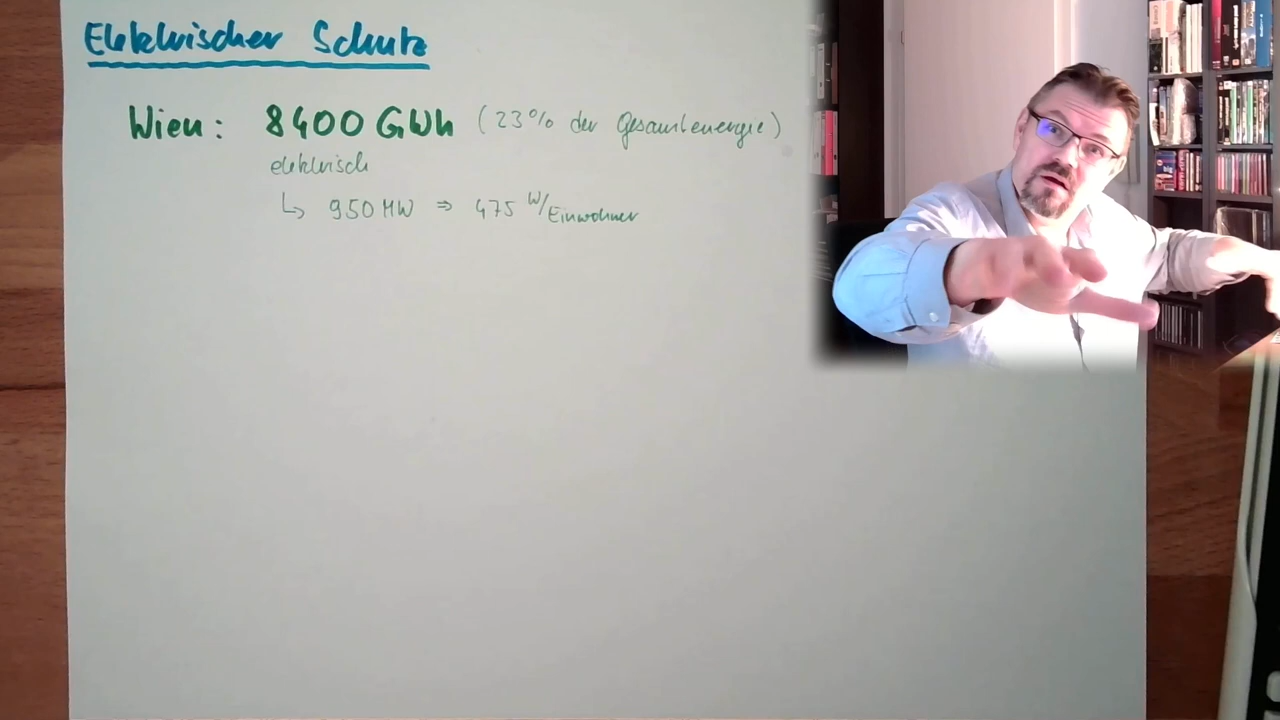 Elektrischer Schutz
Wien: 8400 GWh (23% der Gesamtenergie)
elektrisch
↳ 950 MW ⇒ 475 W/Einwohner